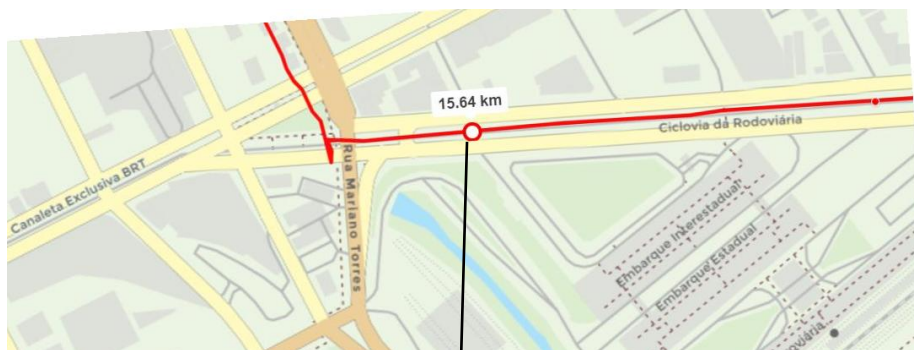 15.64 km
Ciclovia da Rodoviária
Canaleta Exclusiva BRT
Rua Mariano Torres
Embarque Interestadual
Embarque Estadual